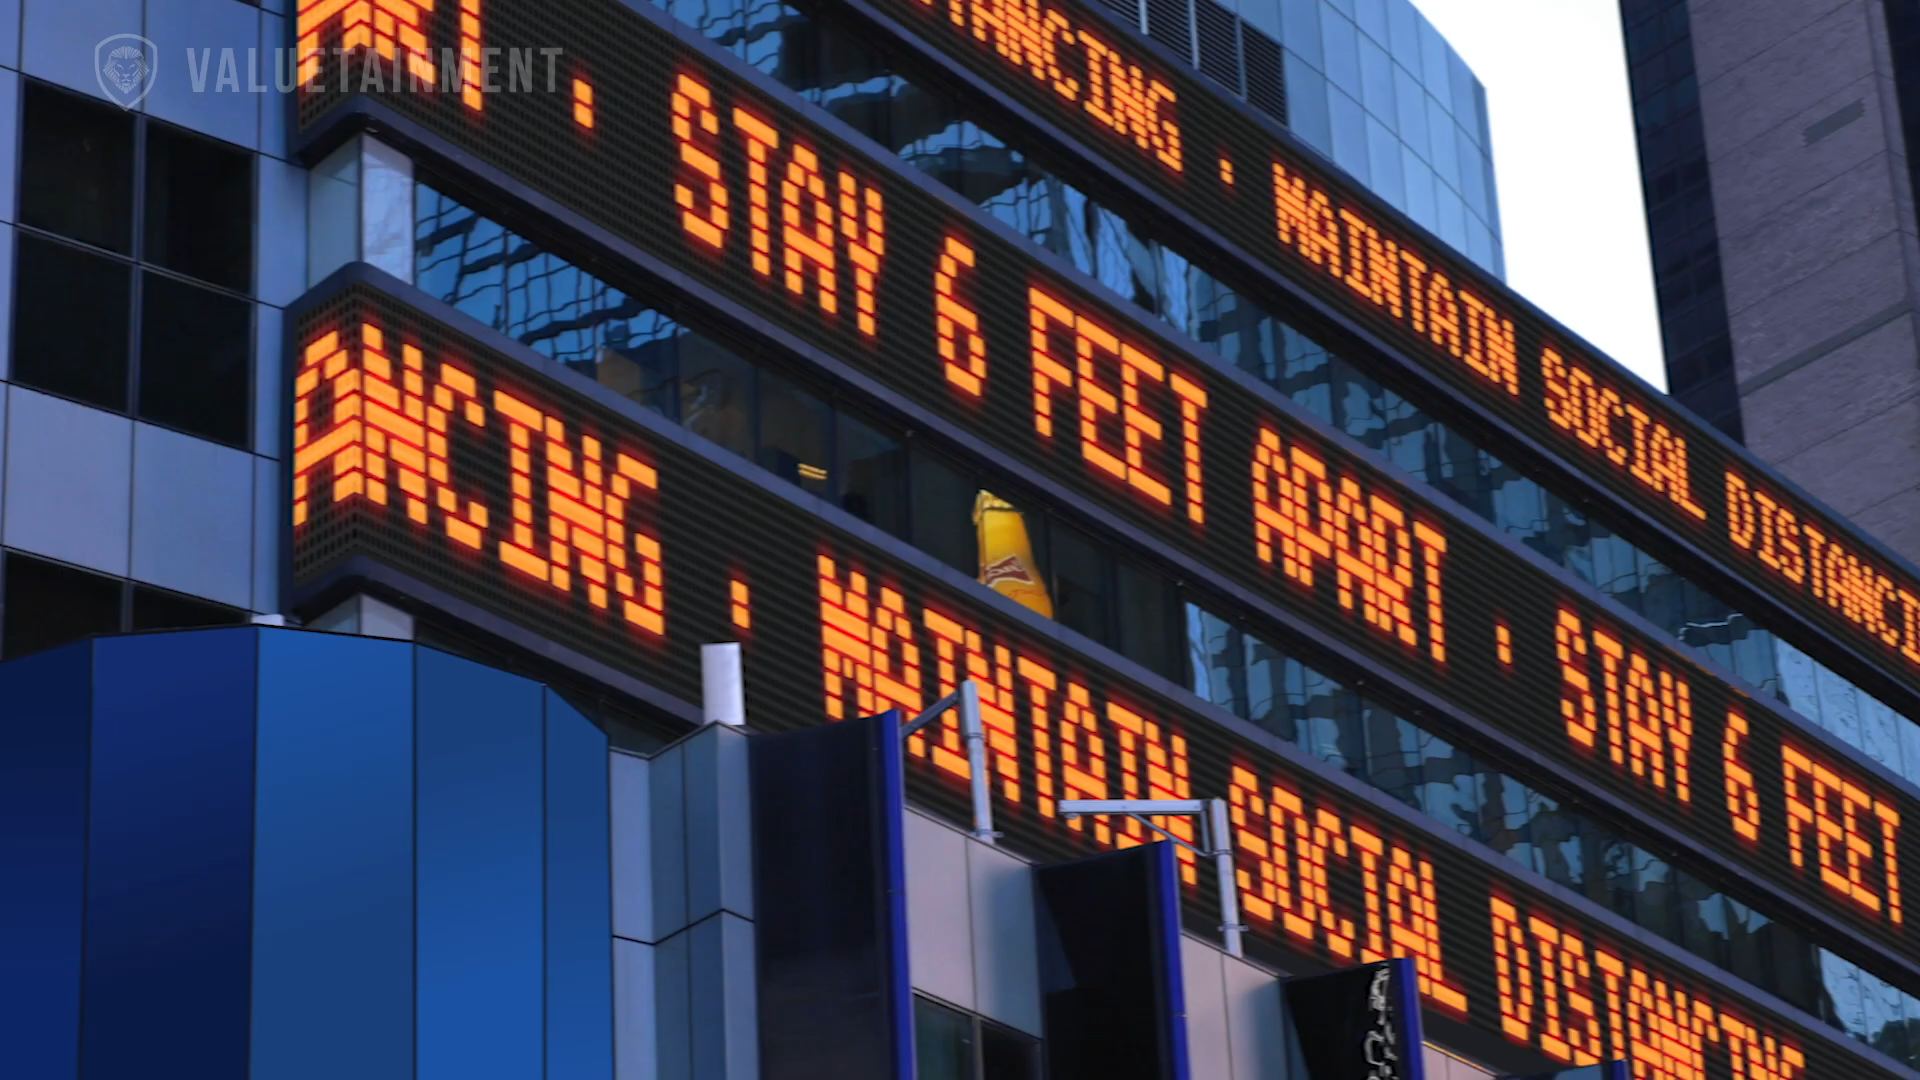 VALUETAINMENT
ANCING · MAINTAIN SOCIAL DISTANCI
ART · STAY 6 FEET APART · STAY 6 FEET
ANCING · MAINTAIN SOCIAL DISTANCING